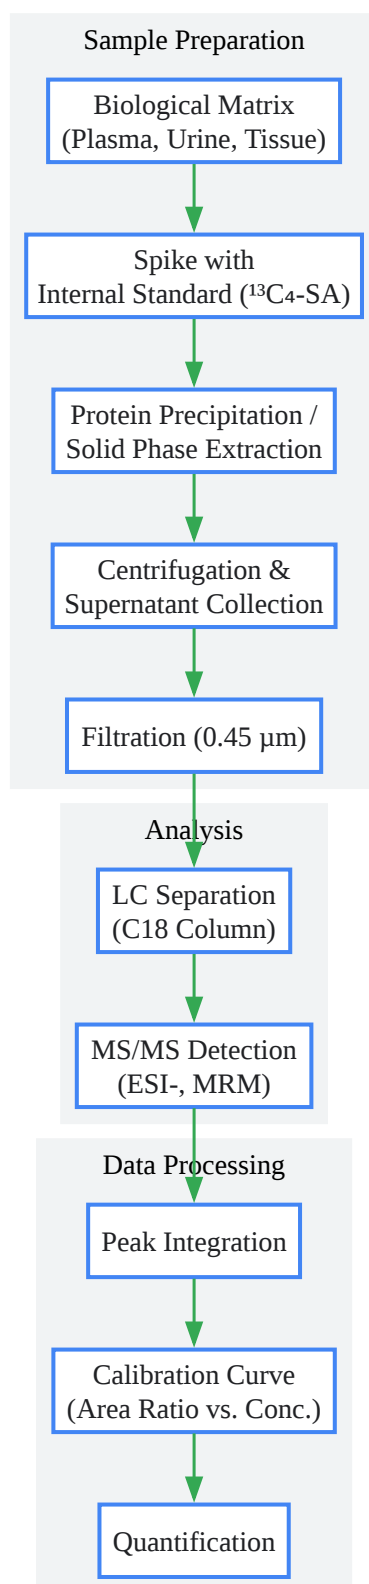 Sample Preparation
Biological Matrix
(Plasma, Urine, Tissue)
Spike with
Internal Standard (¹³C₄-SA)
Protein Precipitation /
Solid Phase Extraction
Centrifugation &
Supernatant Collection
Filtration (0.45 µm)
Analysis
LC Separation
(C18 Column)
MS/MS Detection
(ESI-, MRM)
Data Processing
Peak Integration
Calibration Curve
(Area Ratio vs. Conc.)
Quantification